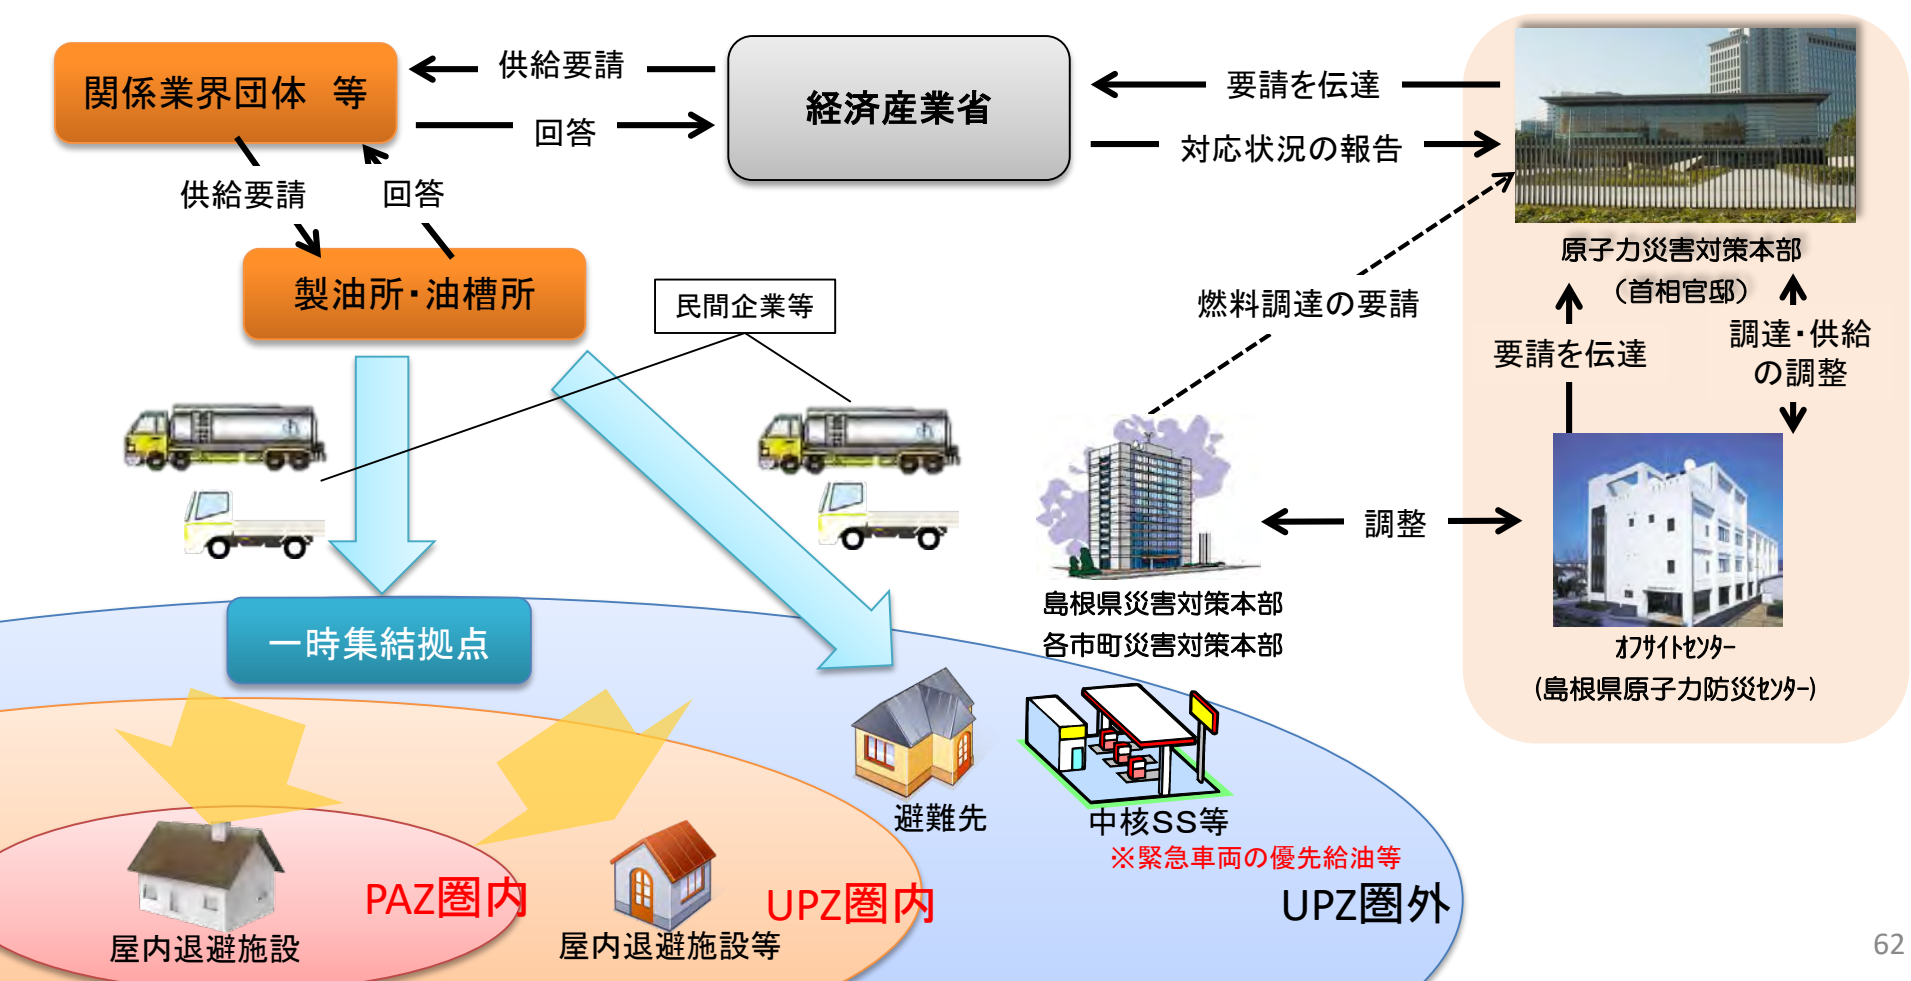 関係業界団体　等
供給要請
回答
経済産業省
要請を伝達
対応状況の報告
供給要請
回答
製油所・油槽所
民間企業等
燃料調達の要請
原子力災害対策本部
（首相官邸）
要請を伝達
調達・供給
の調整
調整
島根県災害対策本部
各市町災害対策本部
ｵﾌｻｲﾄｾﾝﾀｰ
(島根県原子力防災ｾﾝﾀｰ)
一時集結拠点
避難先
中核ＳＳ等
※緊急車両の優先給油等
PAZ圏内
UPZ圏内
UPZ圏外
屋内退避施設
屋内退避施設等
62